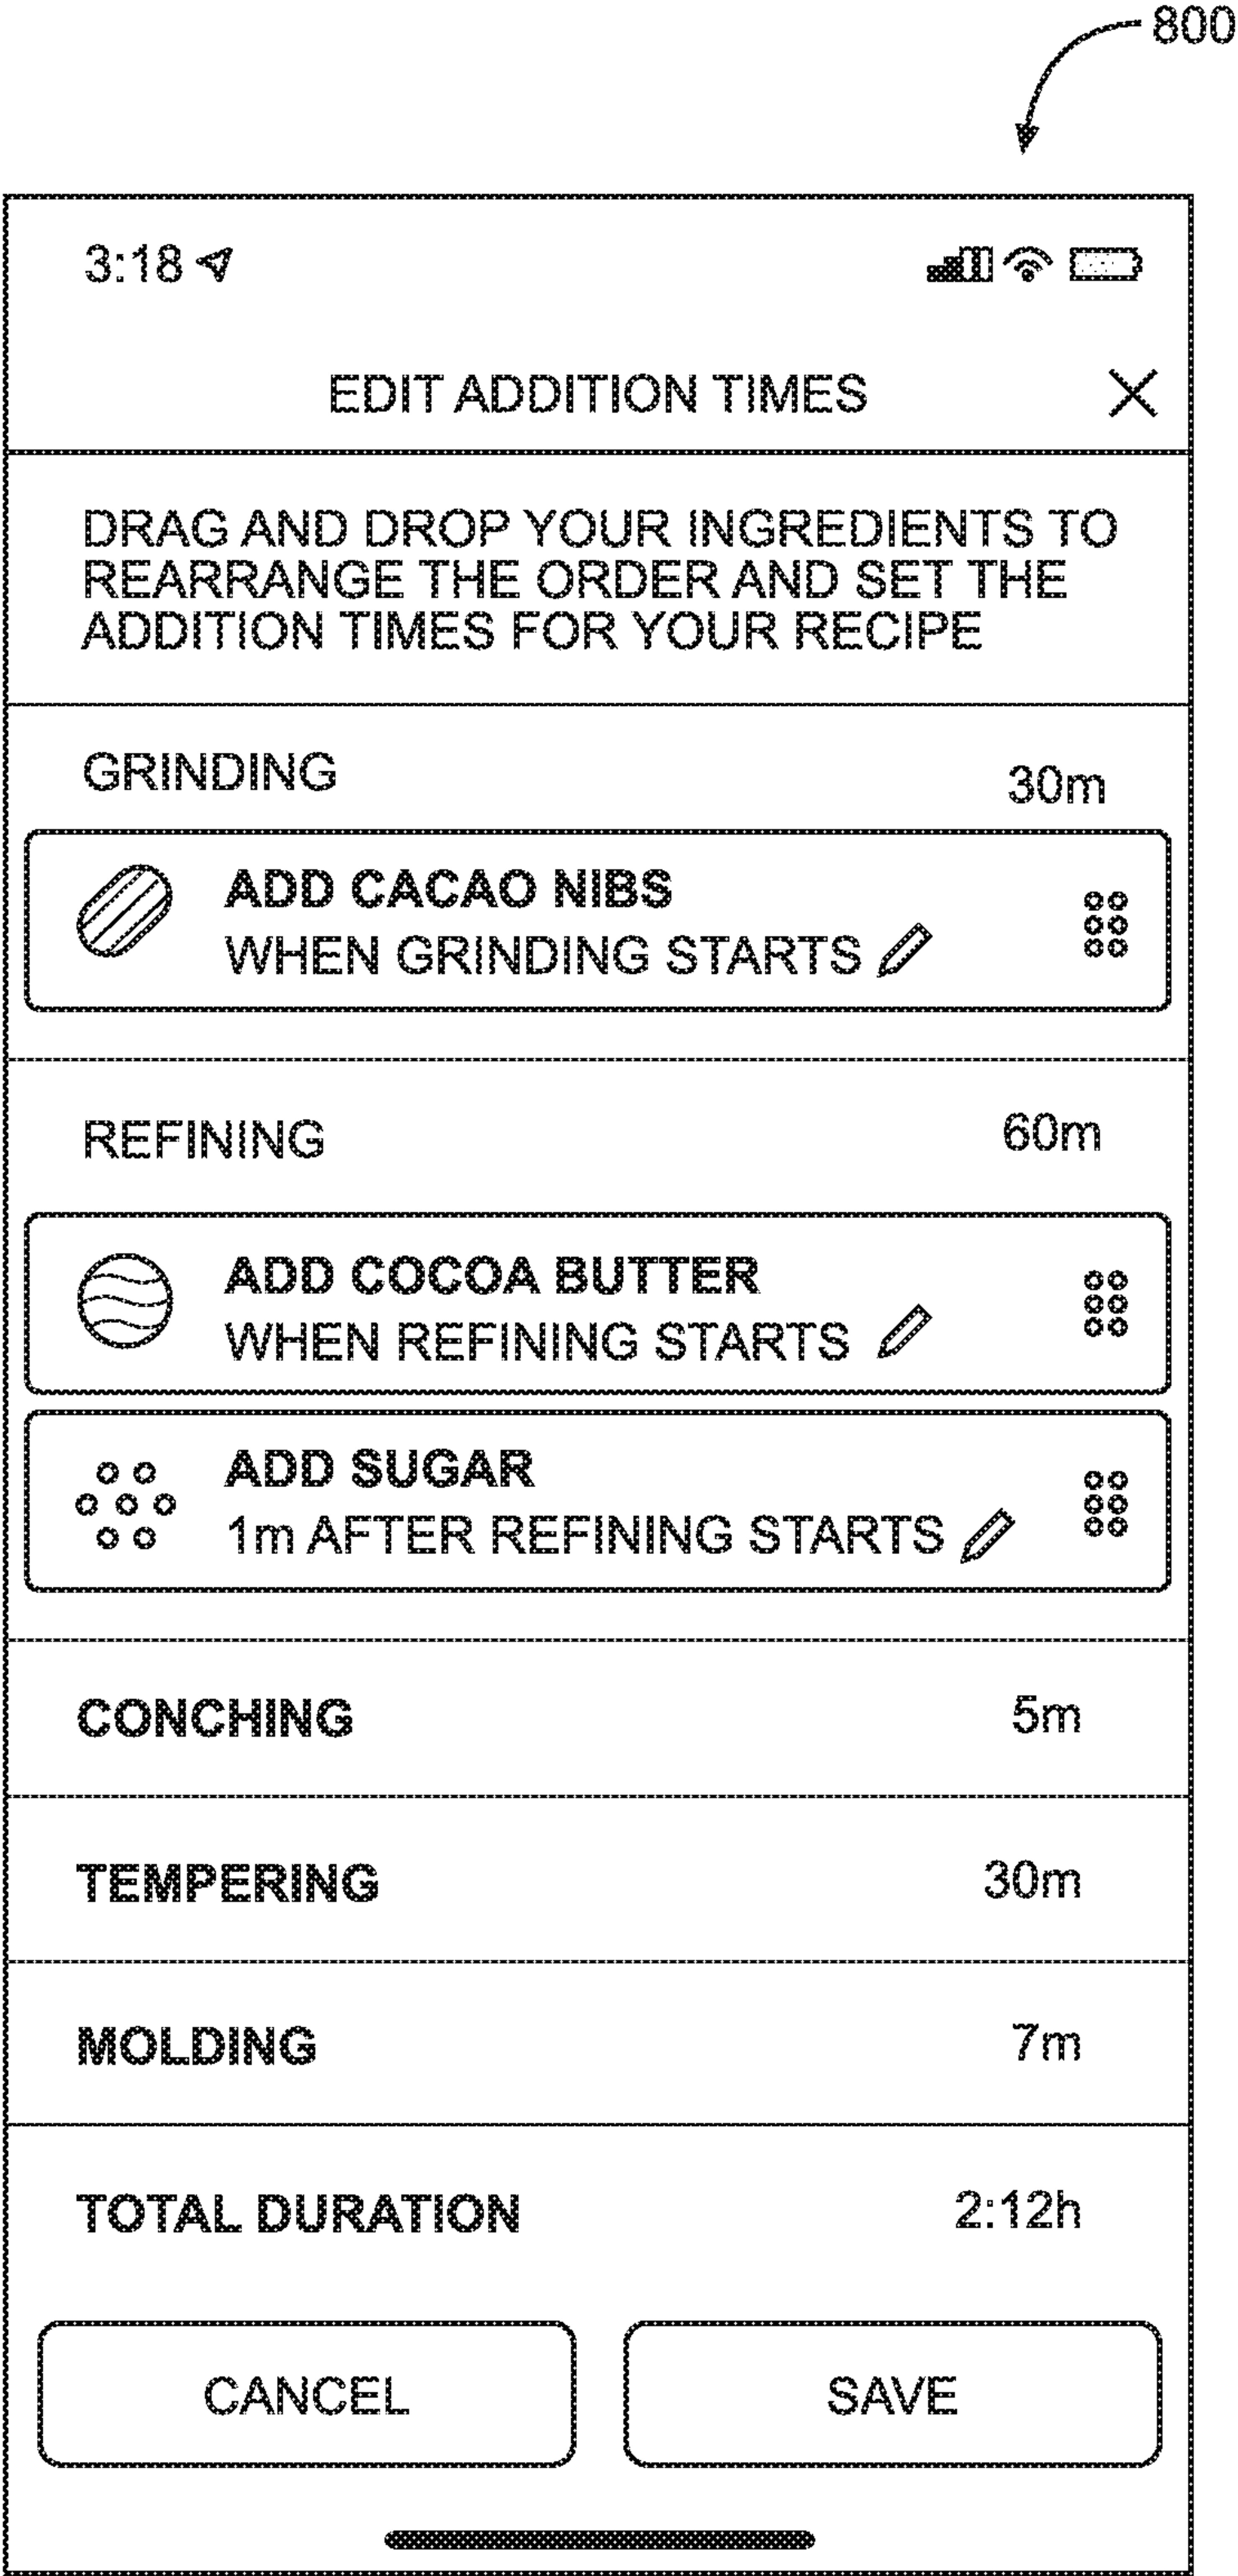 800
3:18
EDIT ADDITION TIMES
DRAG AND DROP YOUR INGREDIENTS TO
REARRANGE THE ORDER AND SET THE
ADDITION TIMES FOR YOUR RECIPE
GRINDING 30m
ADD CACAO NIBS
WHEN GRINDING STARTS
REFINING 60m
ADD COCOA BUTTER
WHEN REFINING STARTS
ADD SUGAR
1m AFTER REFINING STARTS
CONCHING 5m
TEMPERING 30m
MOLDING 7m
TOTAL DURATION 2:12h
CANCEL SAVE